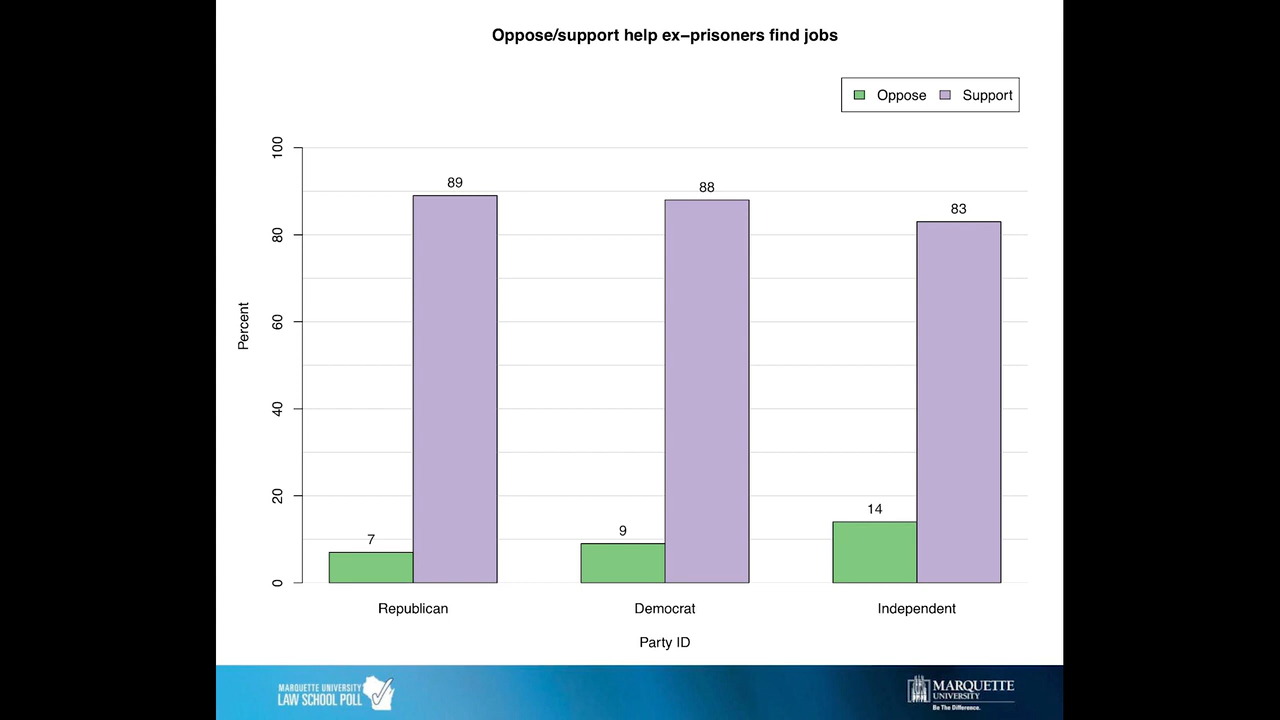 Oppose/support help ex−prisoners find jobs
Oppose Support
100
80
60
40
20
0
Percent
89
88
83
7
9
14
Republican Democrat Independent
Party ID
MARQUETTE UNIVERSITY
LAW SCHOOL POLL
MARQUETTE
UNIVERSITY
Be The Difference.